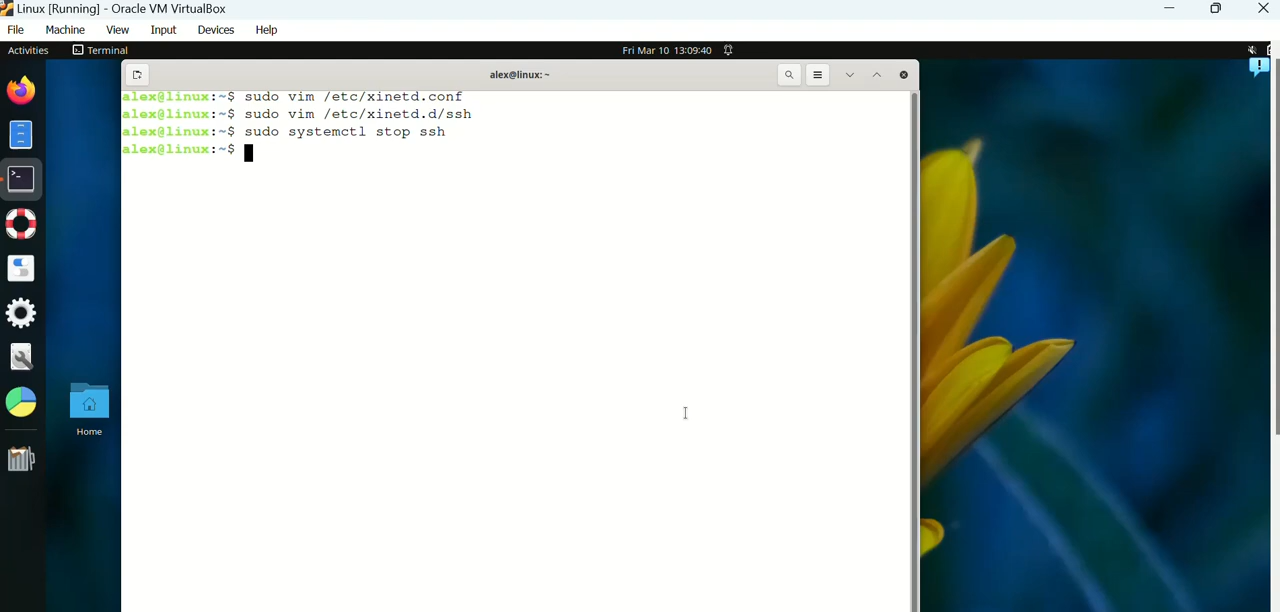 Linux [Running] - Oracle VM VirtualBox
File Machine View Input Devices Help
Activities Terminal Fri Mar 10 13:09:40
alex@linux: ~
alex@linux:~$ sudo vim /etc/xinetd.conf
alex@linux:~$ sudo vim /etc/xinetd.d/ssh
alex@linux:~$ sudo systemctl stop ssh
alex@linux:~$
Home